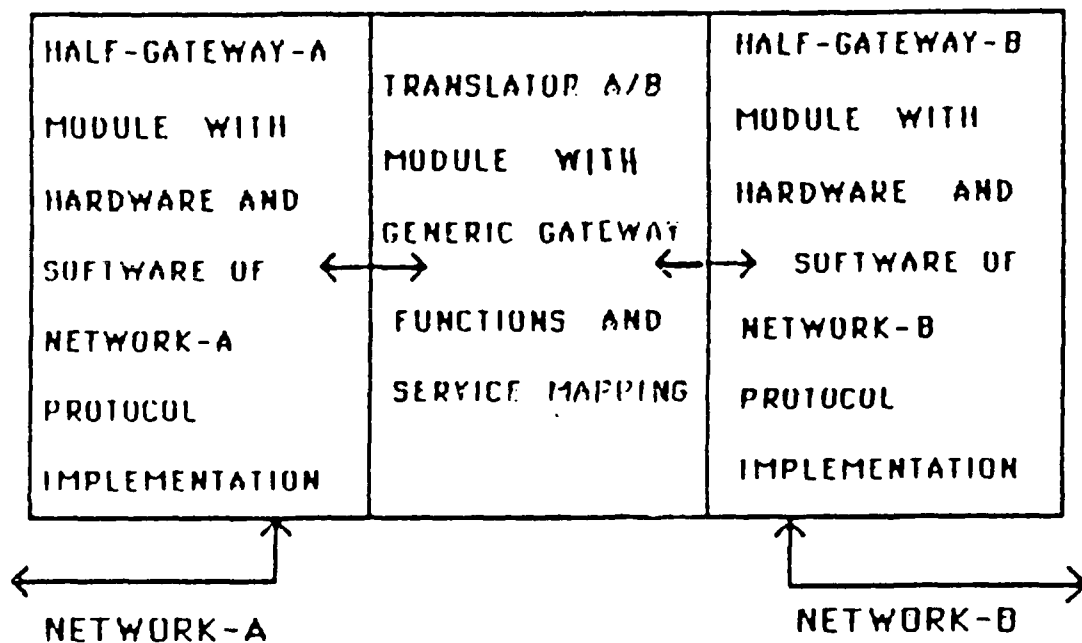 HALF-GATEWAY-A
MODULE WITH
HARDWARE AND
SOFTWARE OF
NETWORK-A
PROTOCOL
IMPLEMENTATION
TRANSLATOR A/B
MODULE WITH
GENERIC GATEWAY
FUNCTIONS AND
SERVICE MAPPING
HALF-GATEWAY-B
MODULE WITH
HARDWARE AND
SOFTWARE OF
NETWORK-B
PROTOCOL
IMPLEMENTATION
NETWORK-A
NETWORK-B